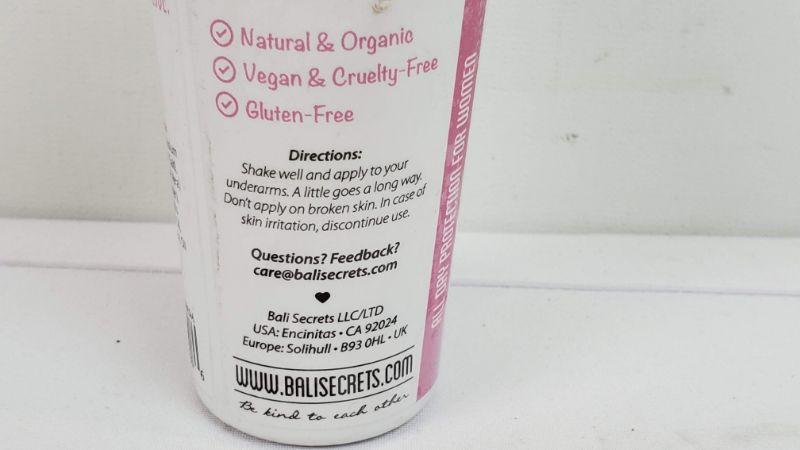 Natural & Organic
Vegan & Cruelty-Free
Gluten-Free
Directions:
Shake well and apply to your
underarms. A little goes a long way.
Don't apply on broken skin. In case of
skin irritation, discontinue use.
Questions? Feedback?
care@balisecrets.com
Bali Secrets LLC/LTD
USA: Encinitas • CA 92024
Europe: Solihull • B93 0HL • UK
WWW.BALISECRETS.COM
Be kind to each other
ALL DAY PROTECTION FOR WOMEN